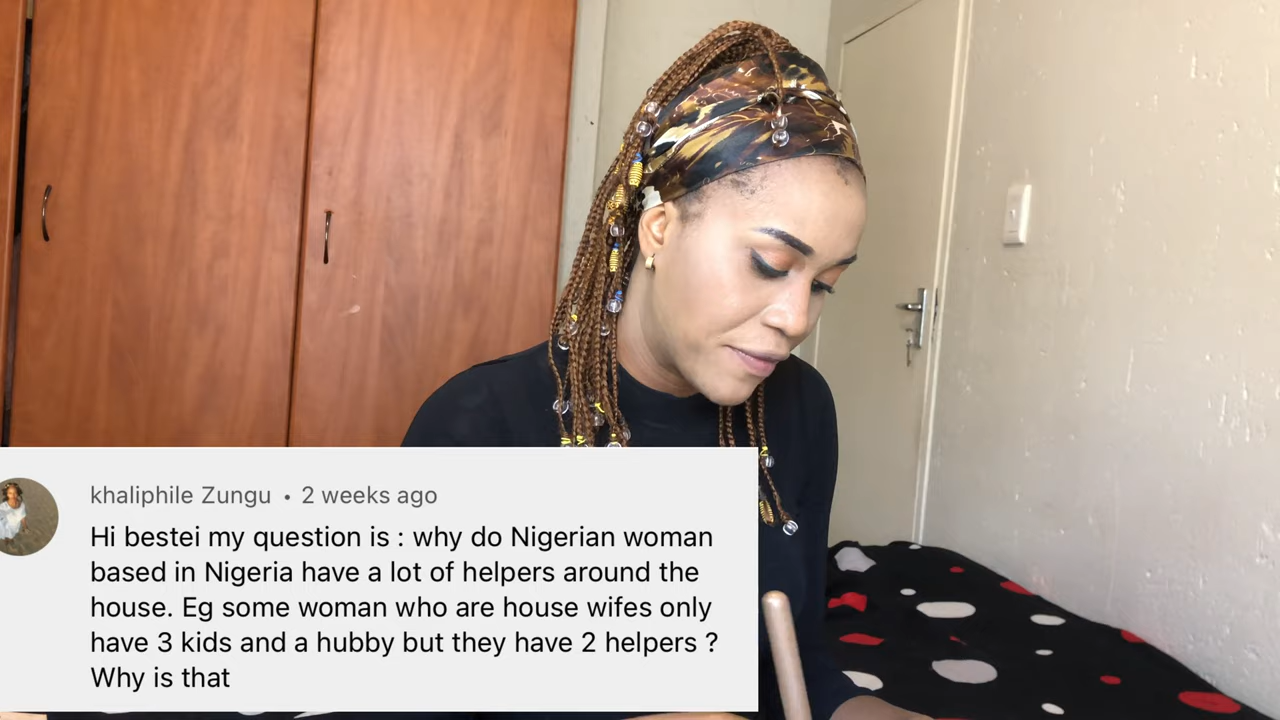 khaliphile Zungu • 2 weeks ago
Hi bestei my question is : why do Nigerian woman
based in Nigeria have a lot of helpers around the
house. Eg some woman who are house wifes only
have 3 kids and a hubby but they have 2 helpers ?
Why is that